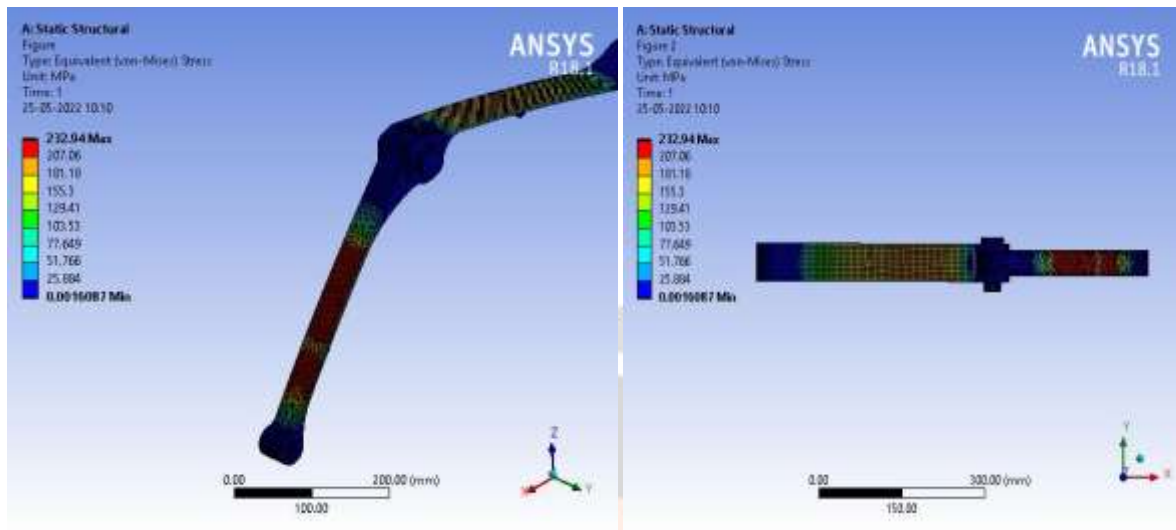 A: Static Structural
Figure
Type: Equivalent (von-Mises) Stress
Unit: MPa
Time: 1
25-05-2022 10:10
232.94 Max
207.06
181.18
155.3
129.41
103.53
77.649
51.766
25.884
0.0016087 Min
ANSYS
R18.1
0.00
200.00 (mm)
100.00
Z
X
Y
A: Static Structural
Figure 2
Type: Equivalent (von-Mises) Stress
Unit: MPa
Time: 1
25-05-2022 10:10
232.94 Max
207.06
181.18
155.3
129.41
103.53
77.649
51.766
25.884
0.0016087 Min
ANSYS
R18.1
0.00
300.00 (mm)
150.00
Y
Z
X